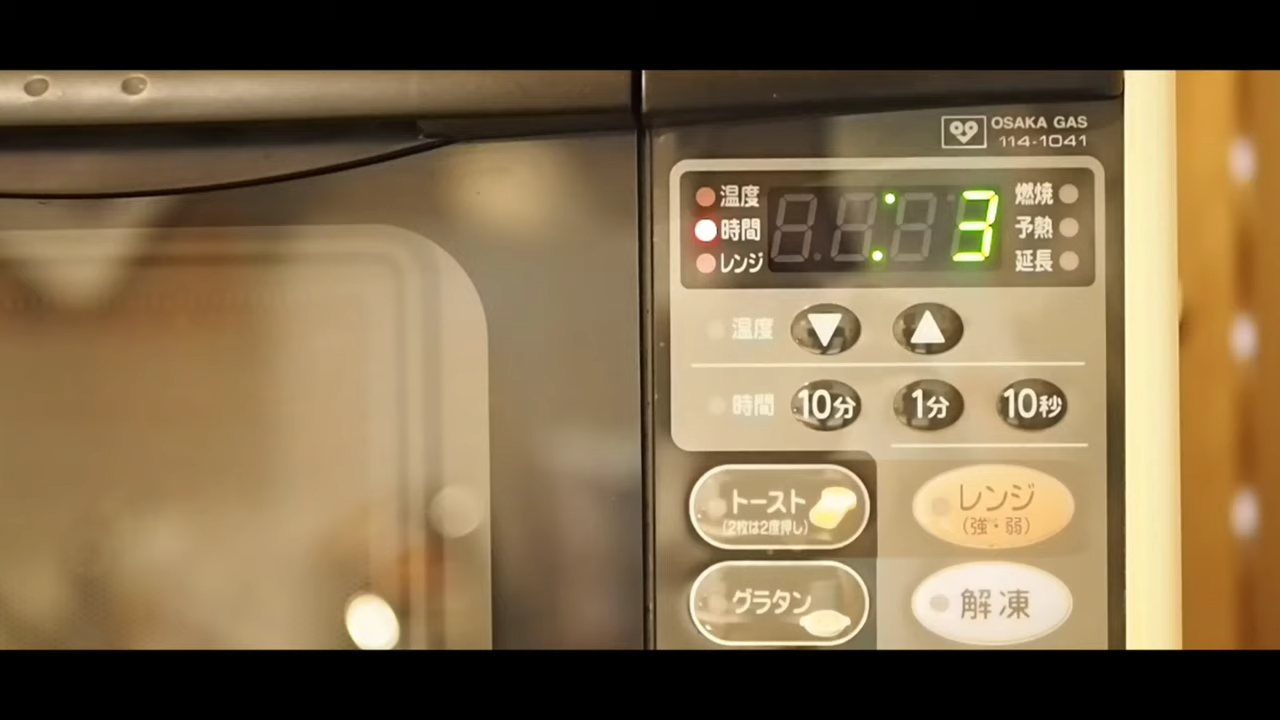 OSAKA GAS
114-1041
温度
時間
レンジ
: 3
燃焼
予熱
延長
温度 ▼ ▲
時間 10分 1分 10秒
トースト
(2枚は2度押し)
レンジ
(強・弱)
グラタン
解凍